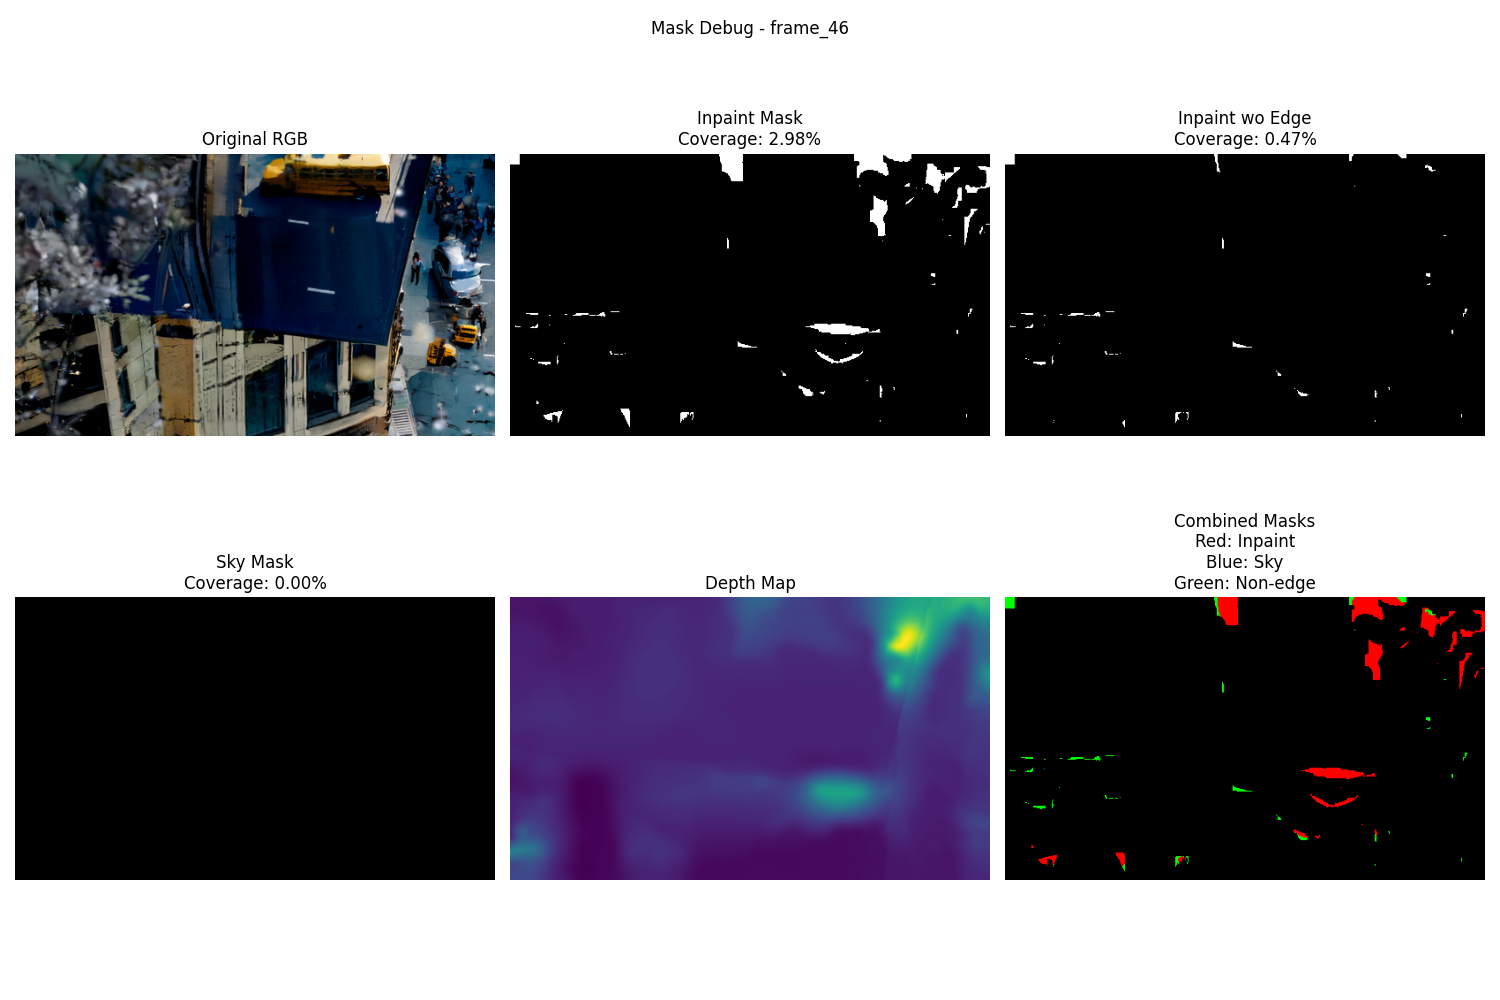 Mask Debug - frame_46
Original RGB
Inpaint Mask
Coverage: 2.98%
Inpaint wo Edge
Coverage: 0.47%
Sky Mask
Coverage: 0.00%
Depth Map
Combined Masks
Red: Inpaint
Blue: Sky
Green: Non-edge